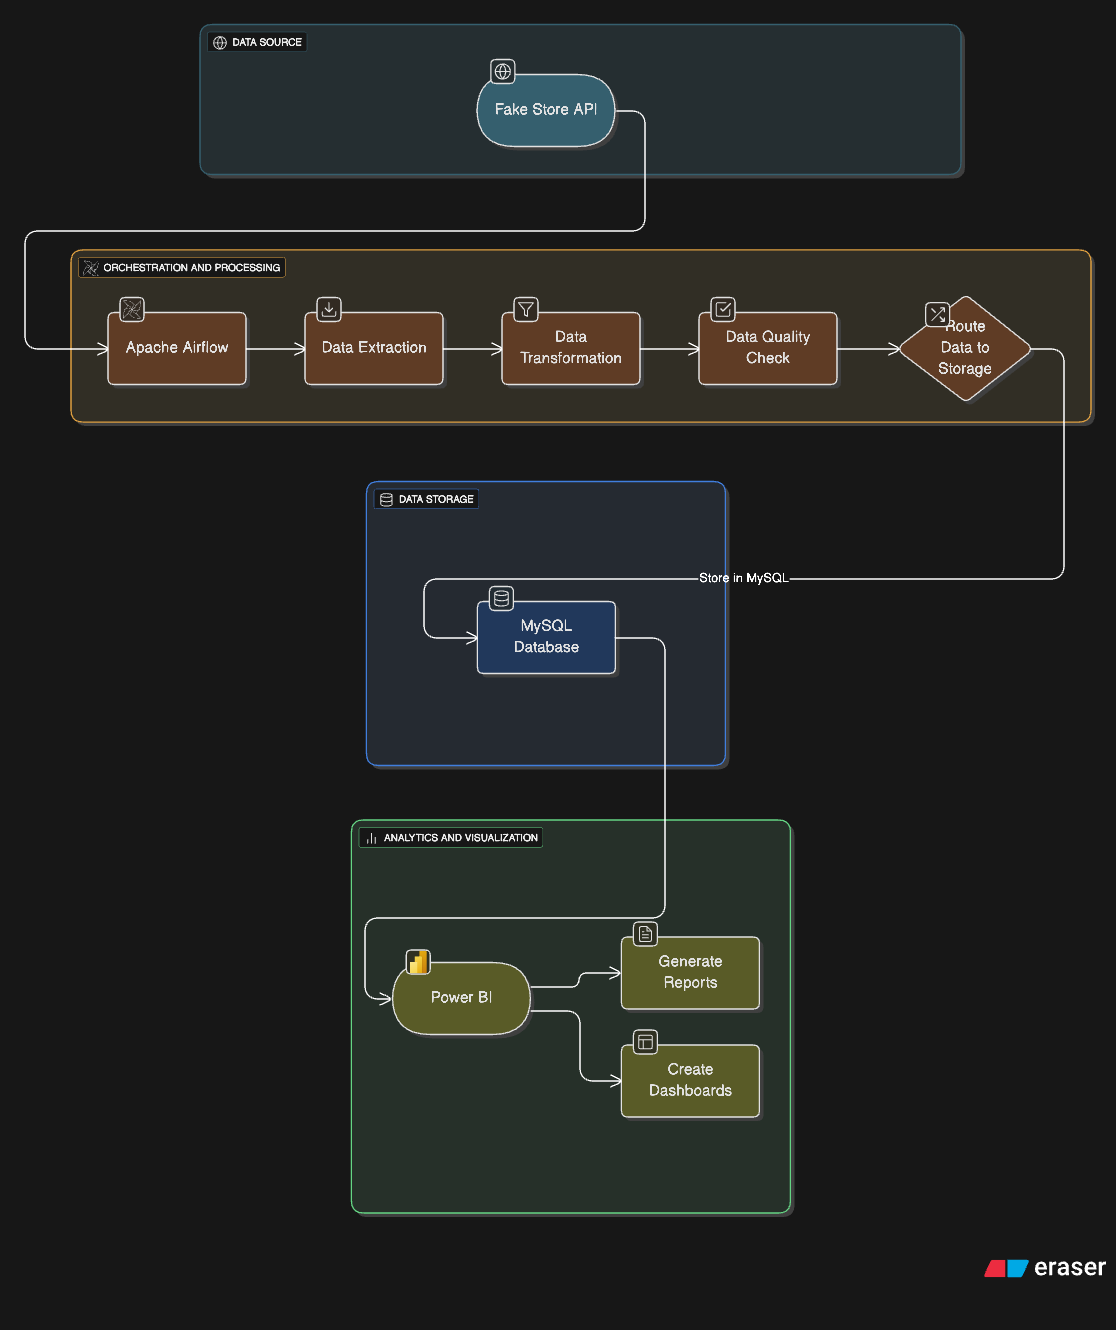 DATA SOURCE
Fake Store API
ORCHESTRATION AND PROCESSING
Apache Airflow
Data Extraction
Data
Transformation
Data Quality
Check
Route
Data to
Storage
DATA STORAGE
Store in MySQL
MySQL
Database
ANALYTICS AND VISUALIZATION
Power BI
Generate
Reports
Create
Dashboards
eraser